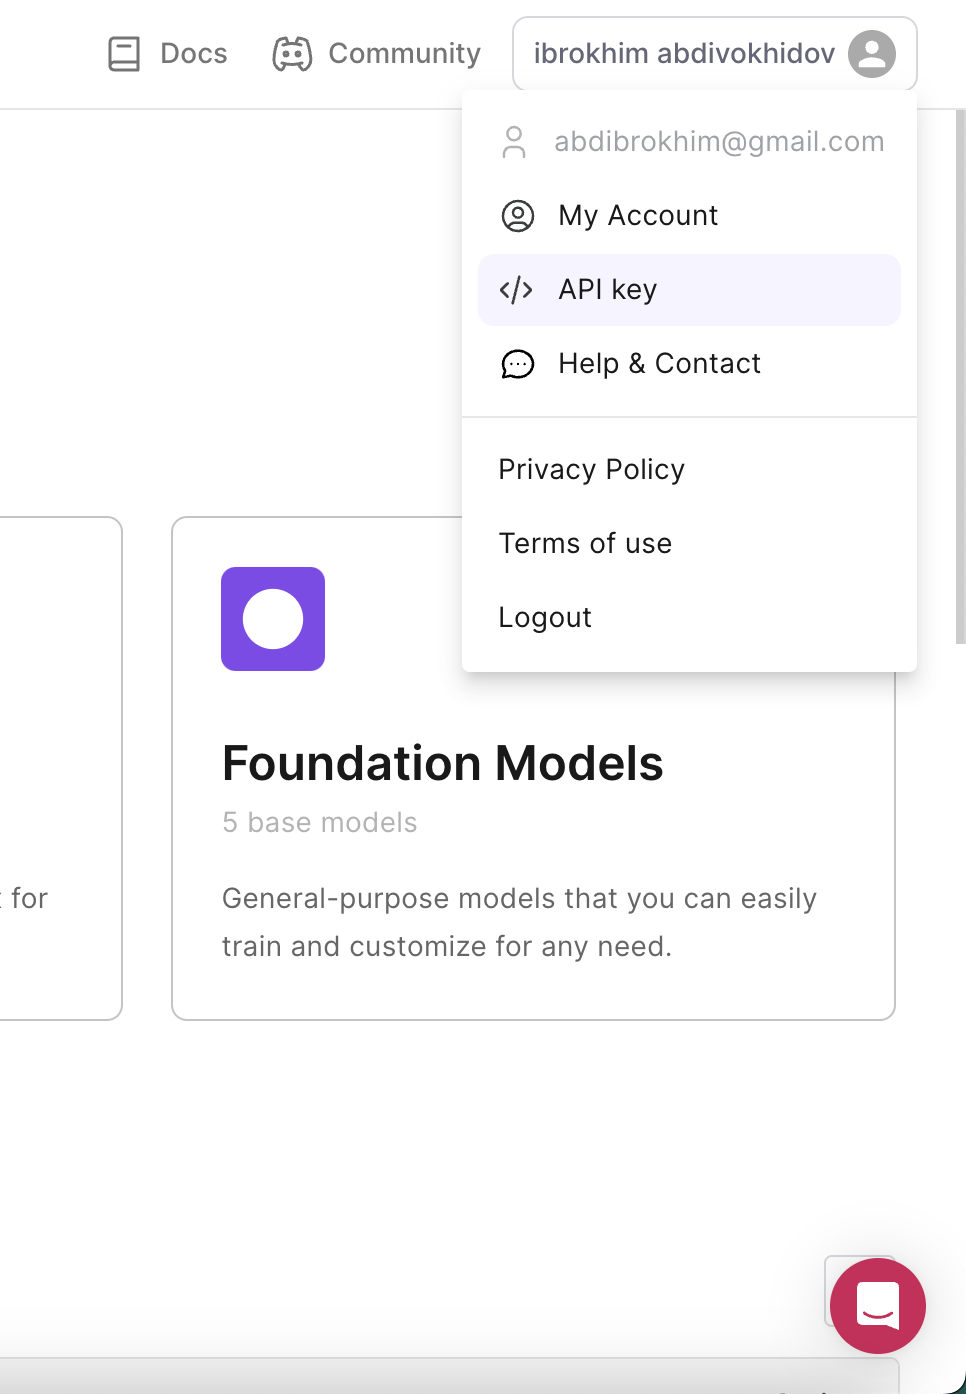 Docs
Community
ibrokhim abdivokhidov
abdibrokhim@gmail.com
My Account
API key
Help & Contact
Privacy Policy
Terms of use
Logout
Foundation Models
5 base models
for
General-purpose models that you can easily
train and customize for any need.